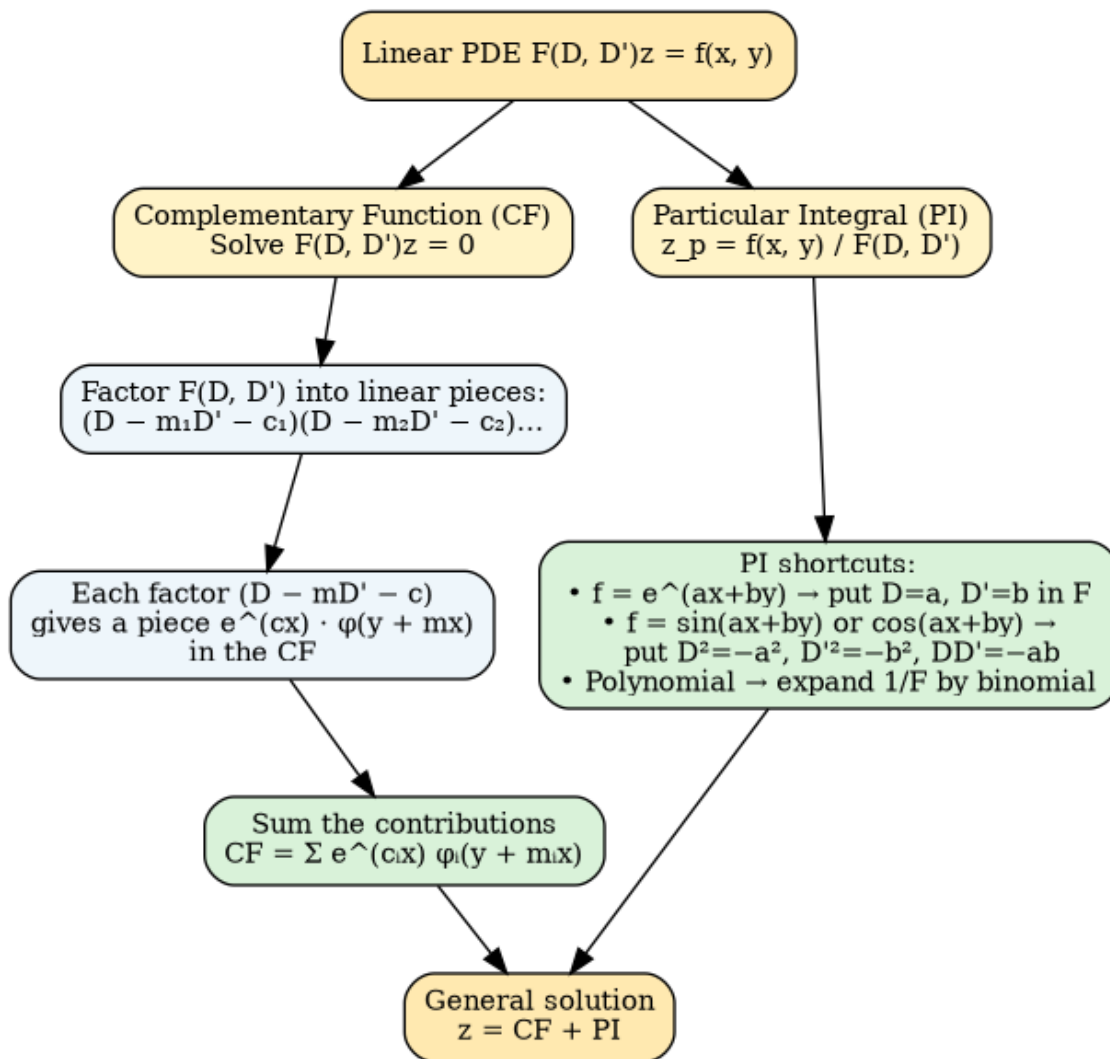 Linear PDE F(D, D')z = f(x, y)
Complementary Function (CF)
Solve F(D, D')z = 0
Particular Integral (PI)
z_p = f(x, y) / F(D, D')
Factor F(D, D') into linear pieces:
(D − m₁D' − c₁)(D − m₂D' − c₂)…
Each factor (D − mD' − c)
gives a piece e^(cx) · φ(y + mx)
in the CF
PI shortcuts:
• f = e^(ax+by) → put D=a, D'=b in F
• f = sin(ax+by) or cos(ax+by) →
put D²=−a², D'²=−b², DD'=−ab
• Polynomial → expand 1/F by binomial
Sum the contributions
CF = Σ e^(cᵢx) φᵢ(y + mᵢx)
General solution
z = CF + PI